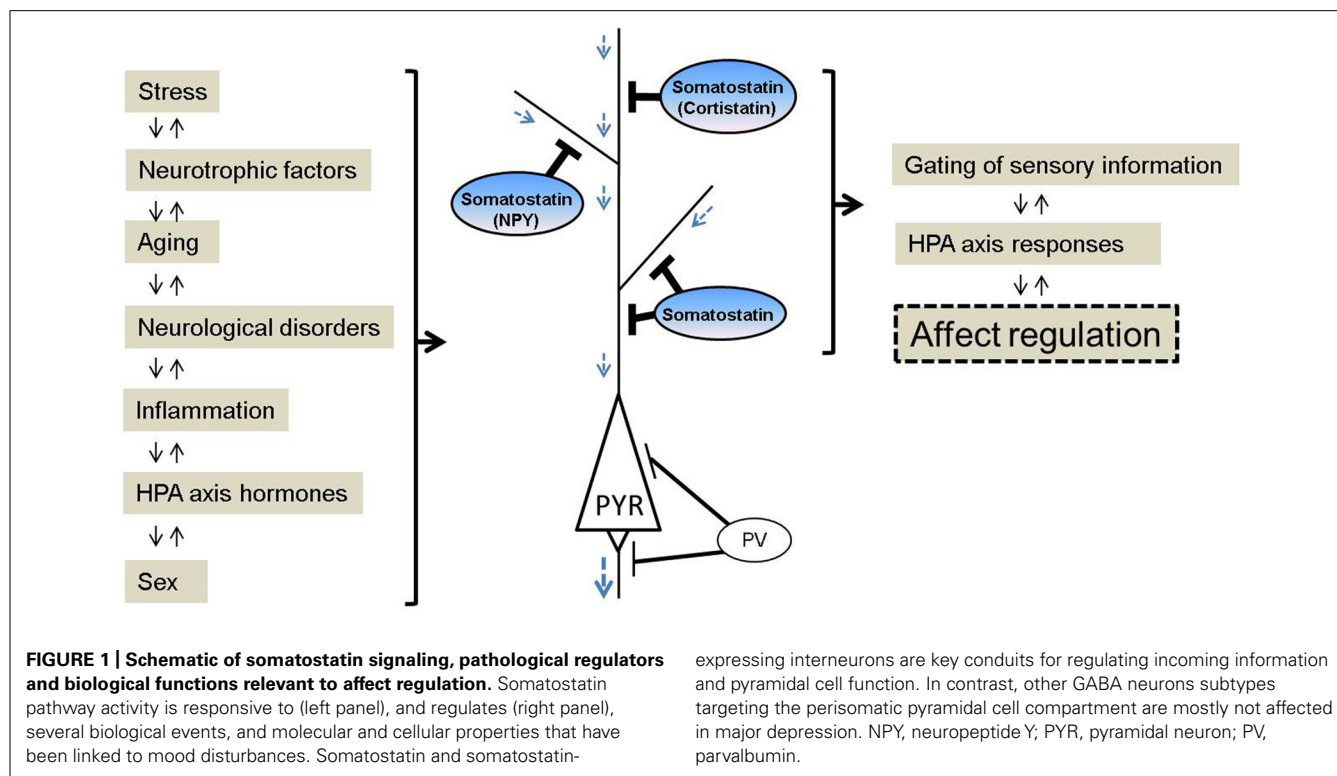 Stress
Neurotrophic factors
Aging
Neurological disorders
Inflammation
HPA axis hormones
Sex
Somatostatin
(Cortistatin)
Somatostatin
(NPY)
Somatostatin
PYR
PV
Gating of sensory information
HPA axis responses
Affect regulation
FIGURE 1 | Schematic of somatostatin signaling, pathological regulators
and biological functions relevant to affect regulation. Somatostatin
pathway activity is responsive to (left panel), and regulates (right panel),
several biological events, and molecular and cellular properties that have
been linked to mood disturbances. Somatostatin and somatostatin-
expressing interneurons are key conduits for regulating incoming information
and pyramidal cell function. In contrast, other GABA neurons subtypes
targeting the perisomatic pyramidal cell compartment are mostly not affected
in major depression. NPY, neuropeptide Y; PYR, pyramidal neuron; PV,
parvalbumin.